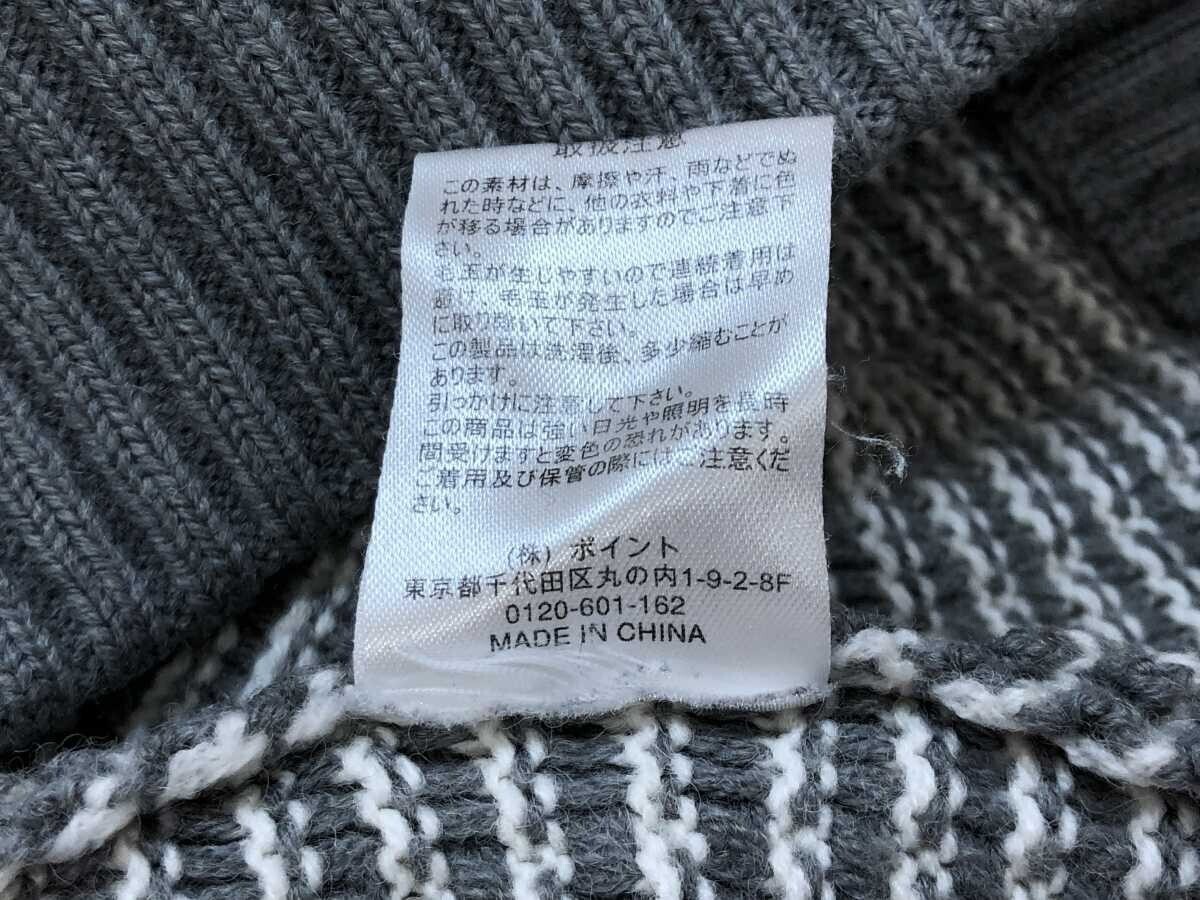 取扱注意
この素材は、摩擦や汗、雨などでぬ
れた時などに、他の衣料や下着に色
が移る場合がありますのでご注意下
さい。
毛玉が生じやすいので連続着用は
避け、毛玉が発生した場合は早め
に取り除いて下さい。
この製品は洗濯後、多少縮むことが
あります。
引っかけに注意して下さい。
この商品は強い日光や照明を長時
間受けますと変色の恐れがあります。
ご着用及び保管の際にはご注意くだ
さい。
(株) ポイント
東京都千代田区丸の内1-9-2-8F
0120-601-162
MADE IN CHINA